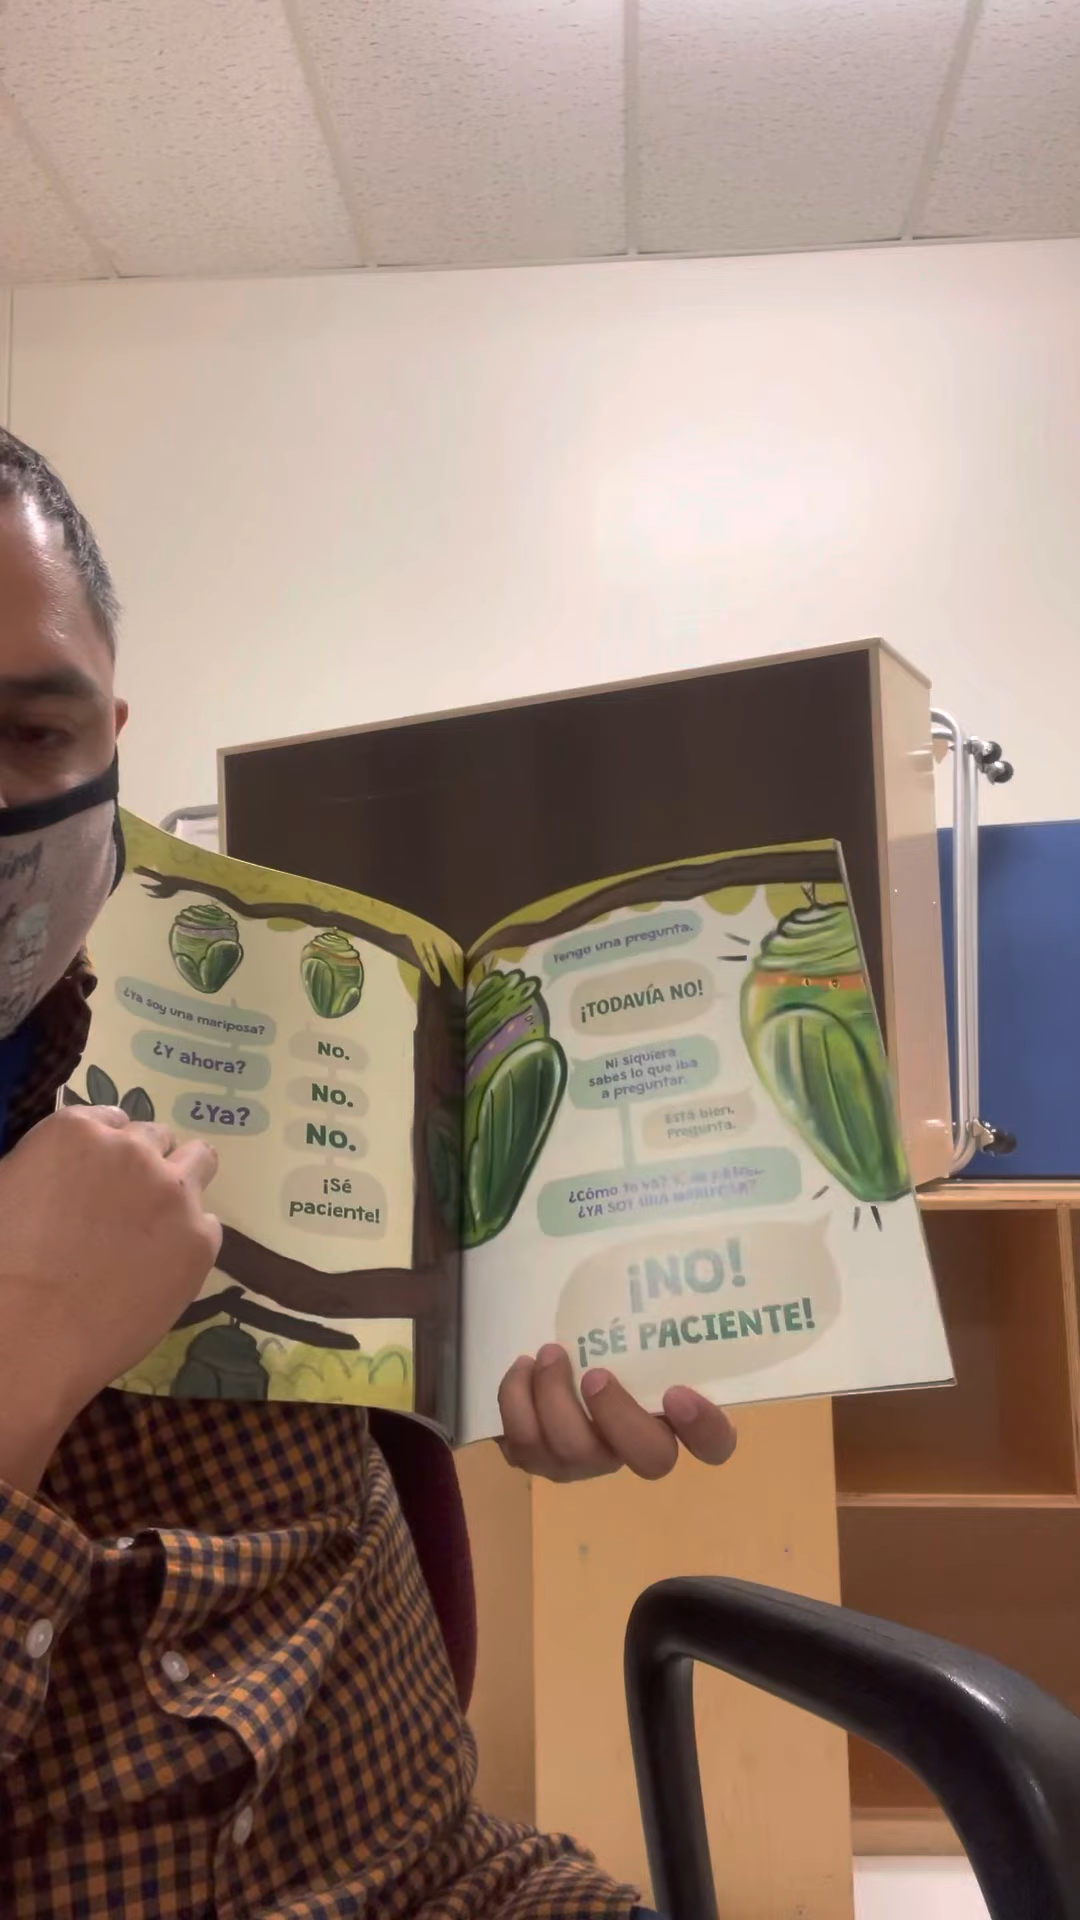 ¿Ya soy una mariposa?
¿Y ahora?
¿Ya?
No.
No.
No.
¡Sé
paciente!
Tengo una pregunta.
¡TODAVÍA NO!
Ni siquiera
sabes lo que iba
a preguntar.
Está bien.
Pregunta.
¿Cómo te va?
¿YA SOY UNA MARIPOSA?
¡NO!
¡SÉ PACIENTE!